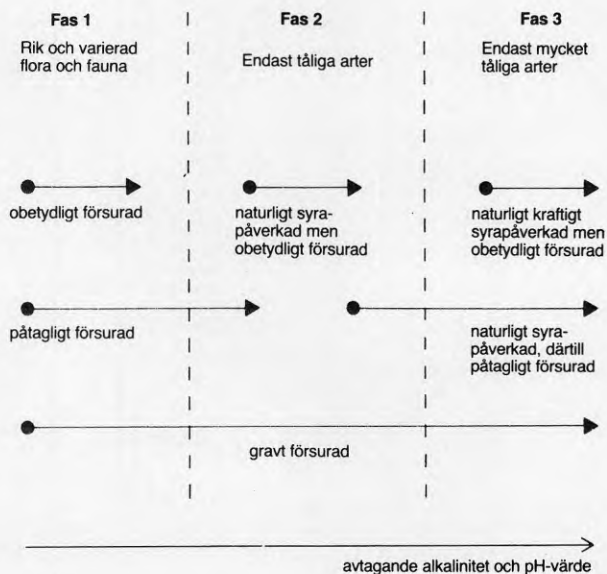 Fas 1
Rik och varierad
flora och fauna
Fas 2
Endast tåliga arter
Fas 3
Endast mycket
tåliga arter
obetydligt försurad
naturligt syra-
påverkad men
obetydligt försurad
naturligt kraftigt
syrapåverkad men
obetydligt försurad
påtagligt försurad
naturligt syra-
påverkad, därtill
påtagligt försurad
gravt försurad
avtagande alkalinitet och pH-värde